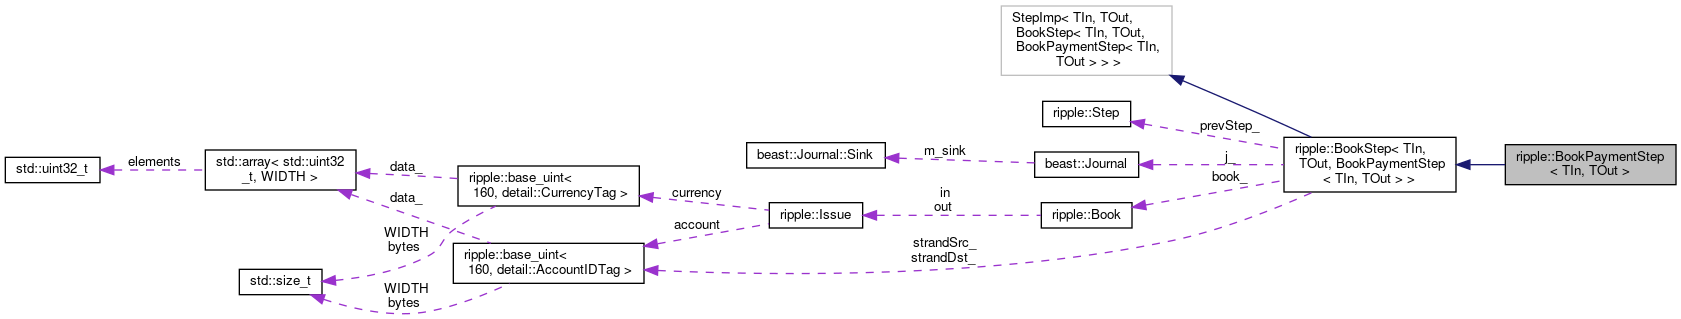 StepImp< TIn, TOut,
BookStep< TIn, TOut,
BookPaymentStep< TIn,
TOut > > >
ripple::Step
prevStep_
ripple::BookStep< TIn,
TOut, BookPaymentStep
< TIn, TOut > >
ripple::BookPaymentStep
< TIn, TOut >
beast::Journal::Sink
m_sink
beast::Journal
j_
book_
std::uint32_t
elements
std::array< std::uint32
_t, WIDTH >
data_
data_
ripple::base_uint<
160, detail::CurrencyTag >
currency
ripple::Issue
in
out
ripple::Book
account
WIDTH
bytes
ripple::base_uint<
160, detail::AccountIDTag >
strandSrc_
strandDst_
std::size_t
WIDTH
bytes